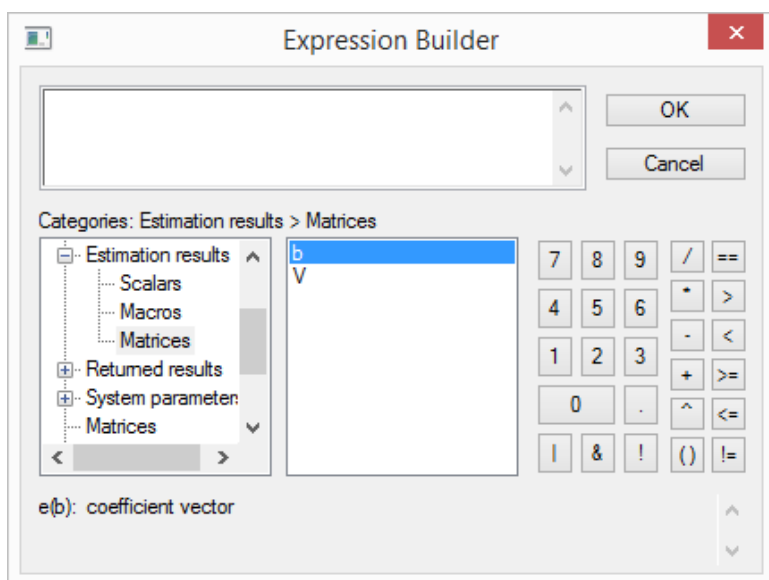 Expression Builder
OK
Cancel
Categories: Estimation results > Matrices
Estimation results
Scalars
Macros
Matrices
Returned results
System parameter
Matrices
b
V
7 8 9 / ==
4 5 6 * >
1 2 3 - <
+ >=
0 . ^ <=
| & ! () !=
e(b): coefficient vector